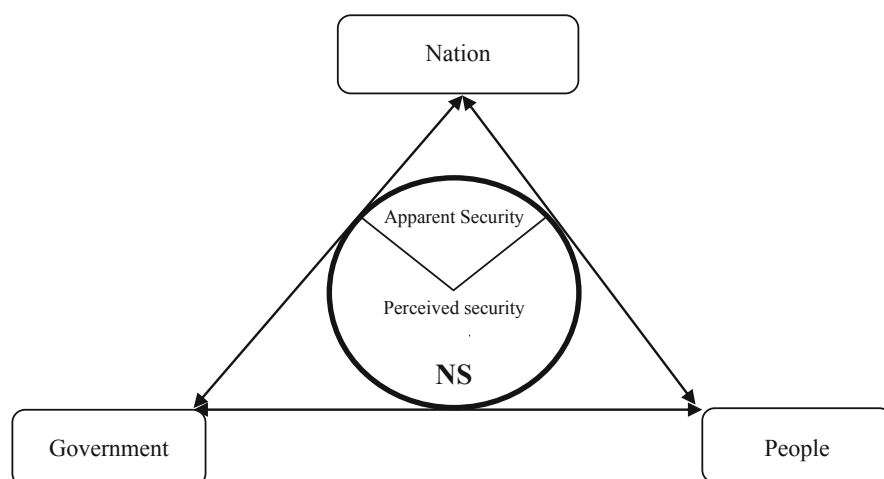 Nation
Apparent Security
Perceived security
NS
Government
People